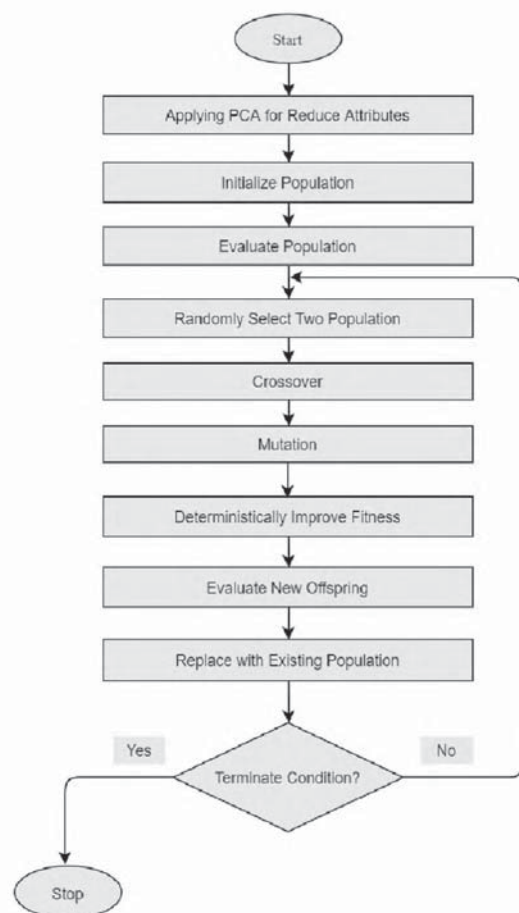 Start
Applying PCA for Reduce Attributes
Initialize Population
Evaluate Population
Randomly Select Two Population
Crossover
Mutation
Deterministically Improve Fitness
Evaluate New Offspring
Replace with Existing Population
Yes
No
Terminate Condition?
Stop